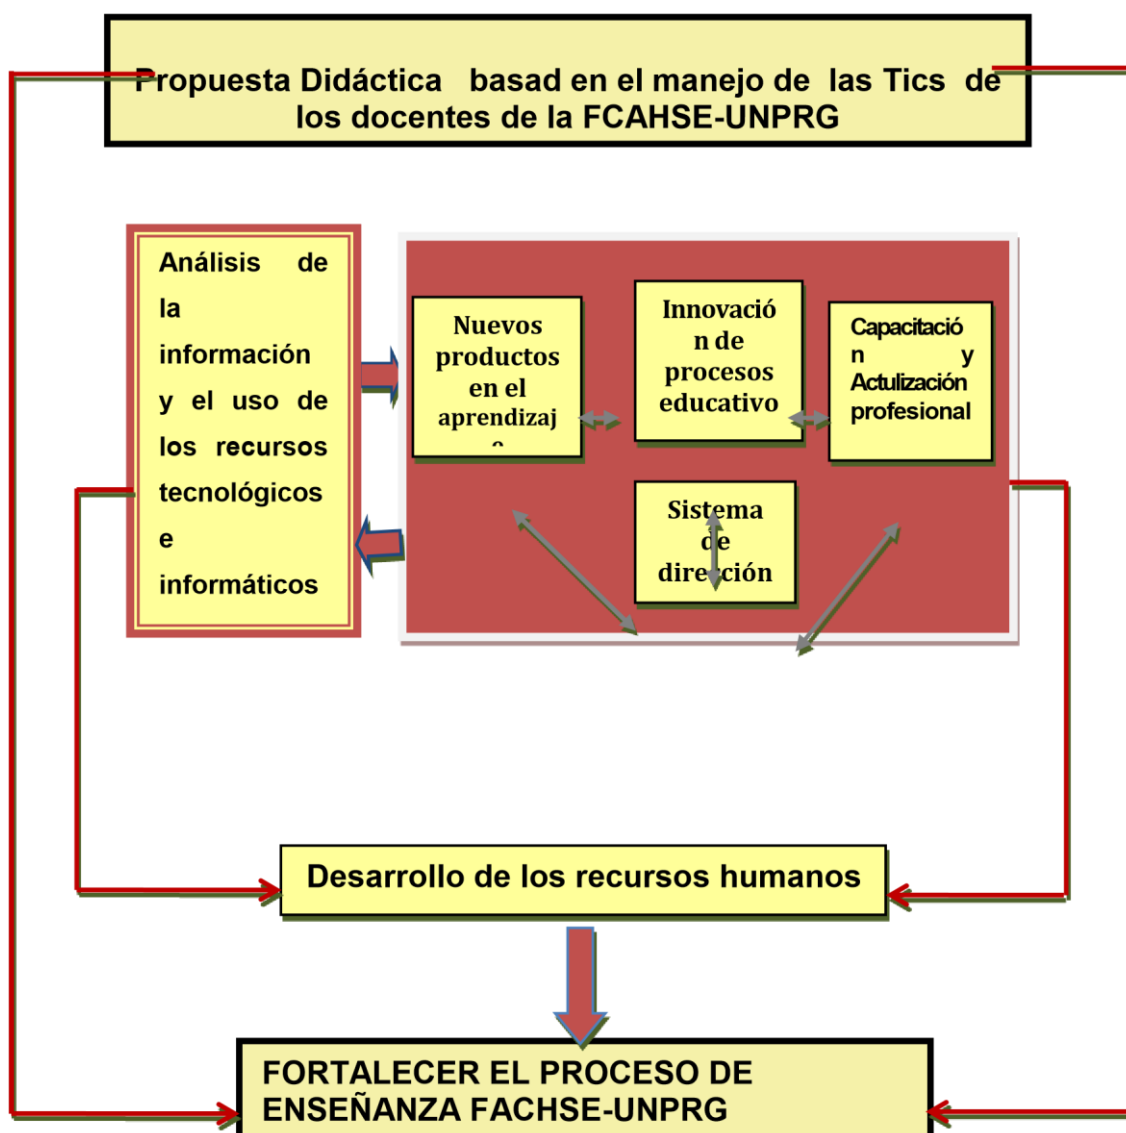 Propuesta Didáctica basad en el manejo de las Tics de
los docentes de la FCAHSE-UNPRG
Análisis de
la
información
y el uso de
los recursos
tecnológicos
e
informáticos
Nuevos
productos
en el
aprendizaj
Innovació
n de
procesos
educativo
Capacitació
n y
Actulización
profesional
Sistema
de
dirección
Desarrollo de los recursos humanos
FORTALECER EL PROCESO DE
ENSEÑANZA FACHSE-UNPRG